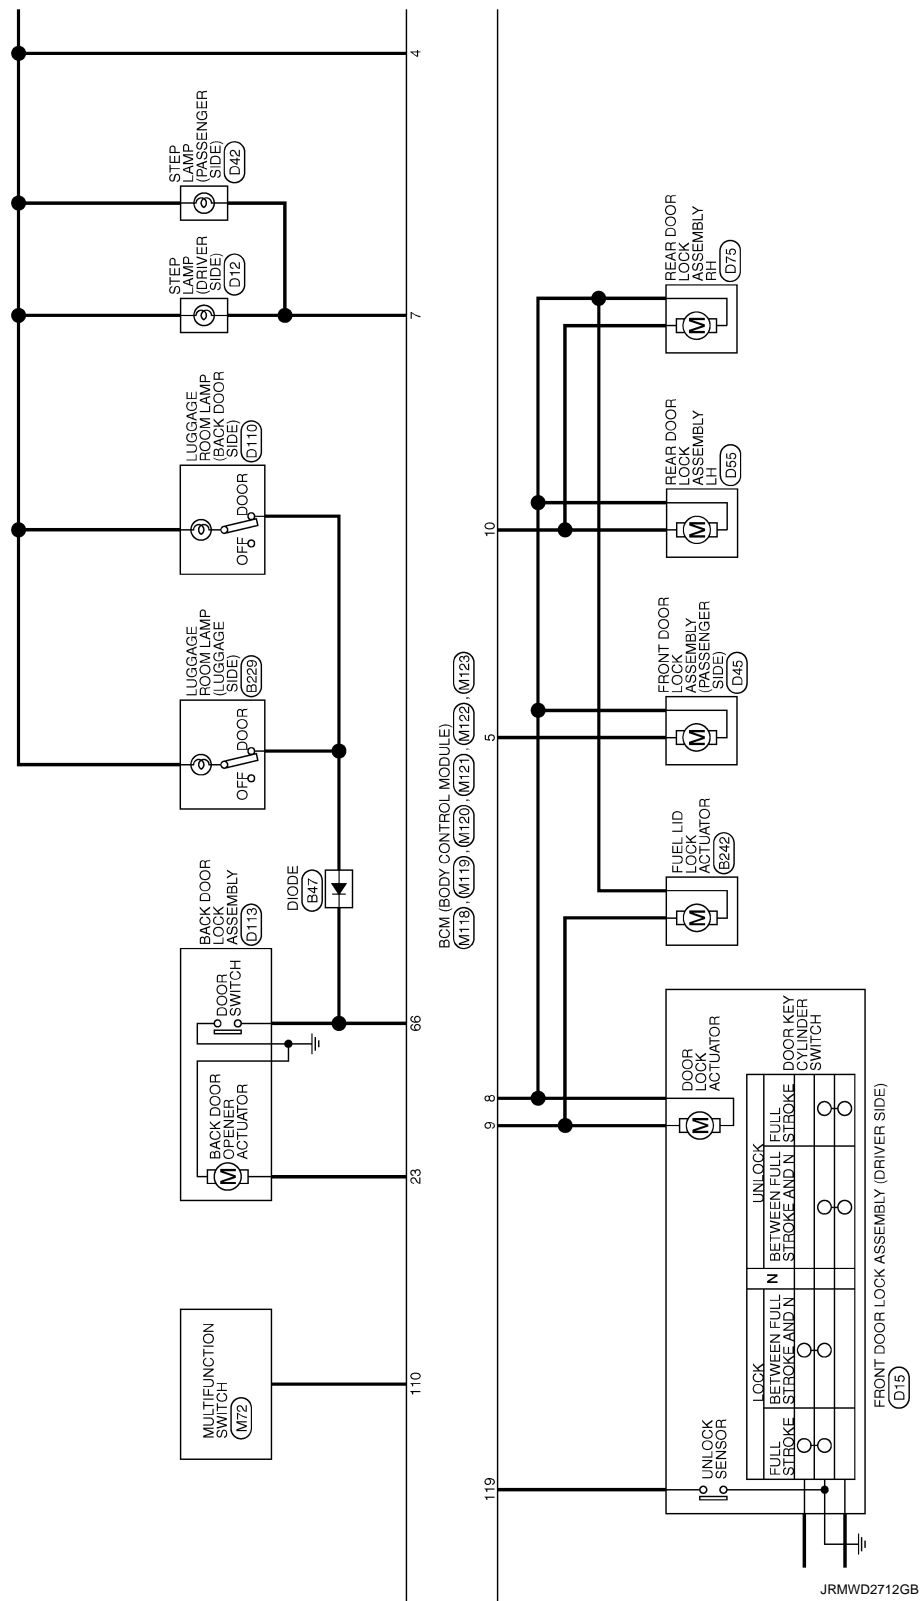 MULTIFUNCTION
SWITCH
M72
110
BACK DOOR
LOCK
ASSEMBLY
D113
BACK DOOR
OPENER
ACTUATOR
M
DOOR
SWITCH
23
66
DIODE
B47
LUGGAGE
ROOM LAMP
(LUGGAGE
SIDE)
B229
OFF
DOOR
LUGGAGE
ROOM LAMP
(BACK DOOR
SIDE)
D110
OFF
DOOR
STEP
LAMP
(DRIVER
SIDE)
D12
STEP
LAMP
(PASSENGER
SIDE)
D42
7
4
BCM (BODY CONTROL MODULE)
M118 , M119 , M120 , M121 , M122 , M123
119
9
8
5
10
UNLOCK
SENSOR
DOOR
LOCK
ACTUATOR
M
LOCK
N
UNLOCK
FULL
STROKE
BETWEEN FULL
STROKE AND N
BETWEEN FULL
STROKE AND N
FULL
STROKE
DOOR KEY
CYLINDER
SWITCH
FRONT DOOR LOCK ASSEMBLY (DRIVER SIDE)
D15
FUEL LID
LOCK
ACTUATOR
B242
M
FRONT DOOR
LOCK
ASSEMBLY
(PASSENGER
SIDE)
D45
M
REAR DOOR
LOCK
ASSEMBLY
LH
D55
M
REAR DOOR
LOCK
ASSEMBLY
RH
D75
M
JRMWD2712GB